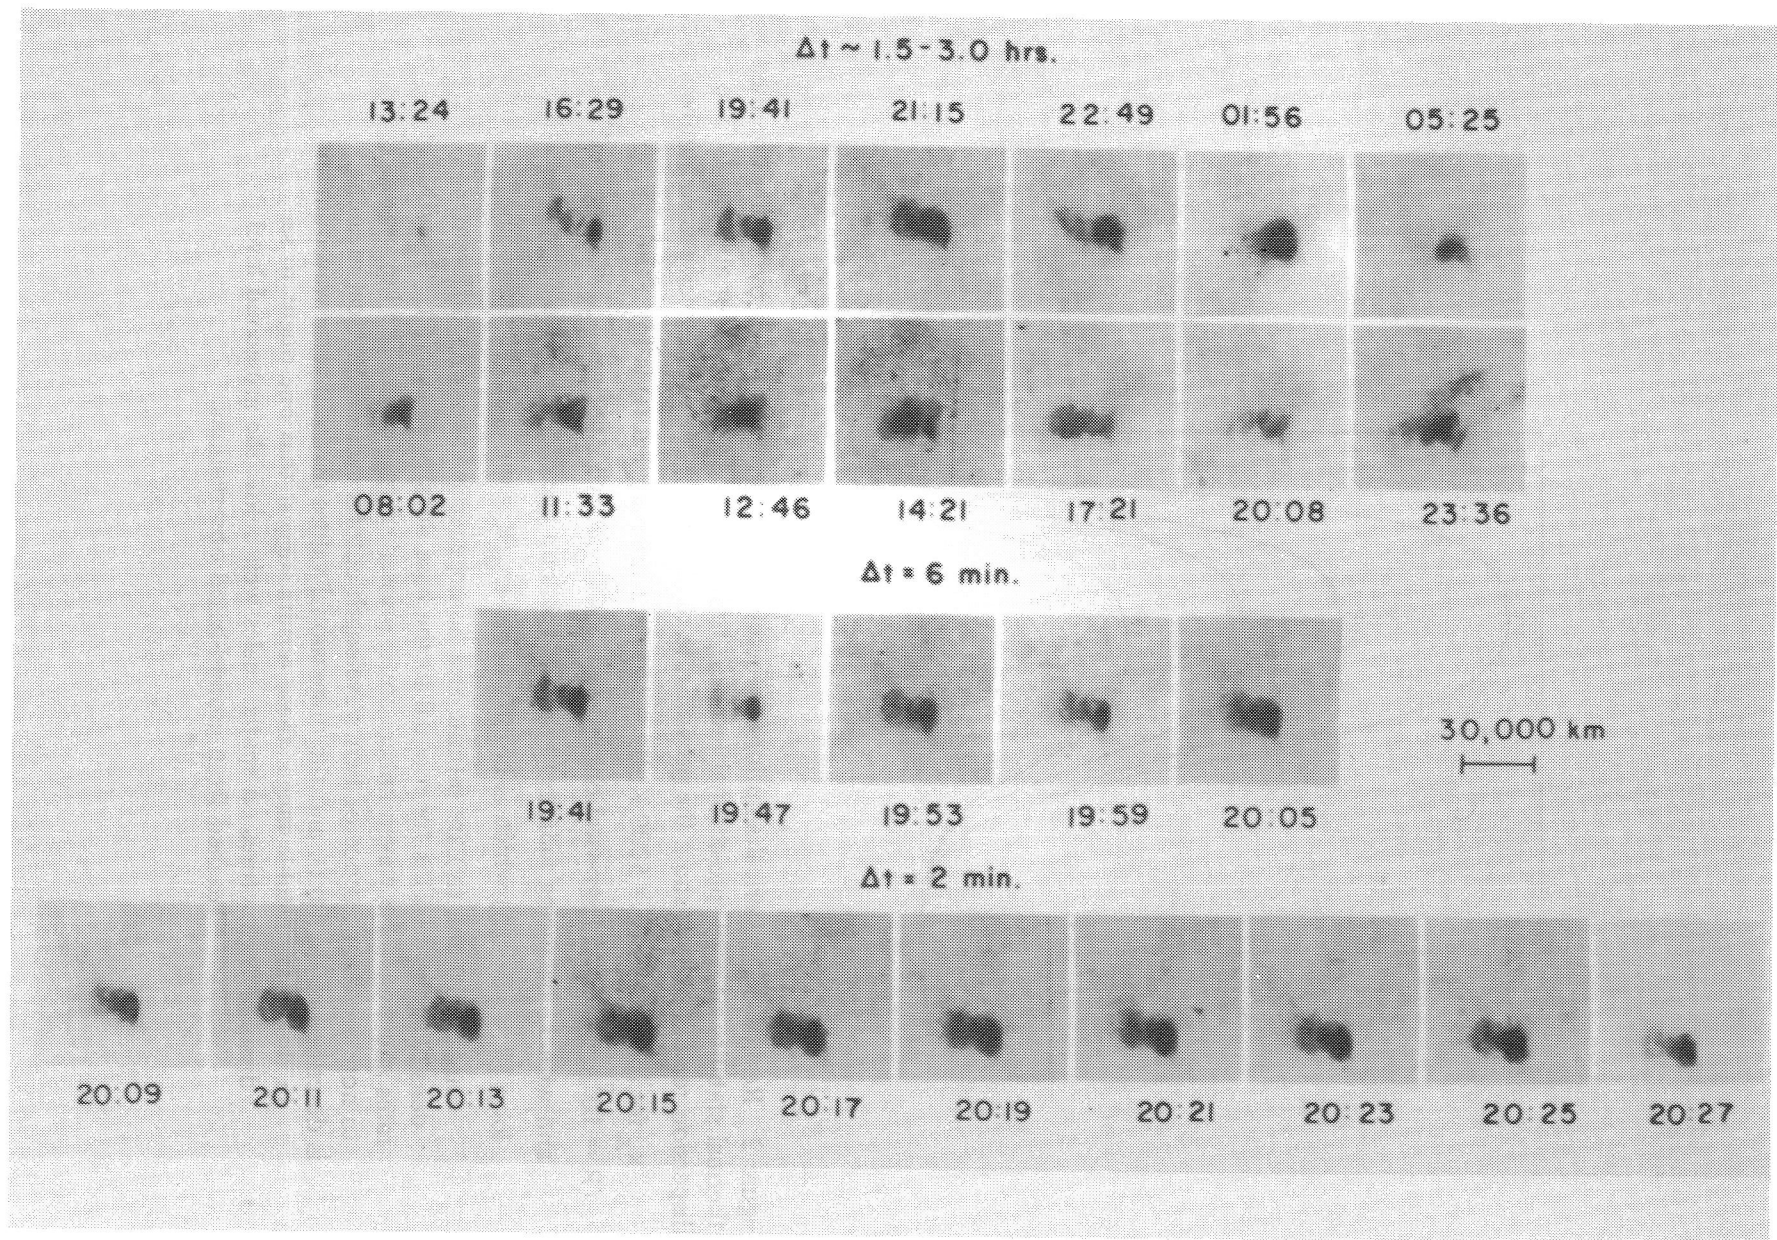 Δt ~ 1.5-3.0 hrs.
13:24 16:29 19:41 21:15 22:49 01:56 05:25
08:02 11:33 12:46 14:21 17:21 20:08 23:36
Δt = 6 min.
30,000 km
19:41 19:47 19:53 19:59 20:05
Δt = 2 min.
20:09 20:11 20:13 20:15 20:17 20:19 20:21 20:23 20:25 20:27